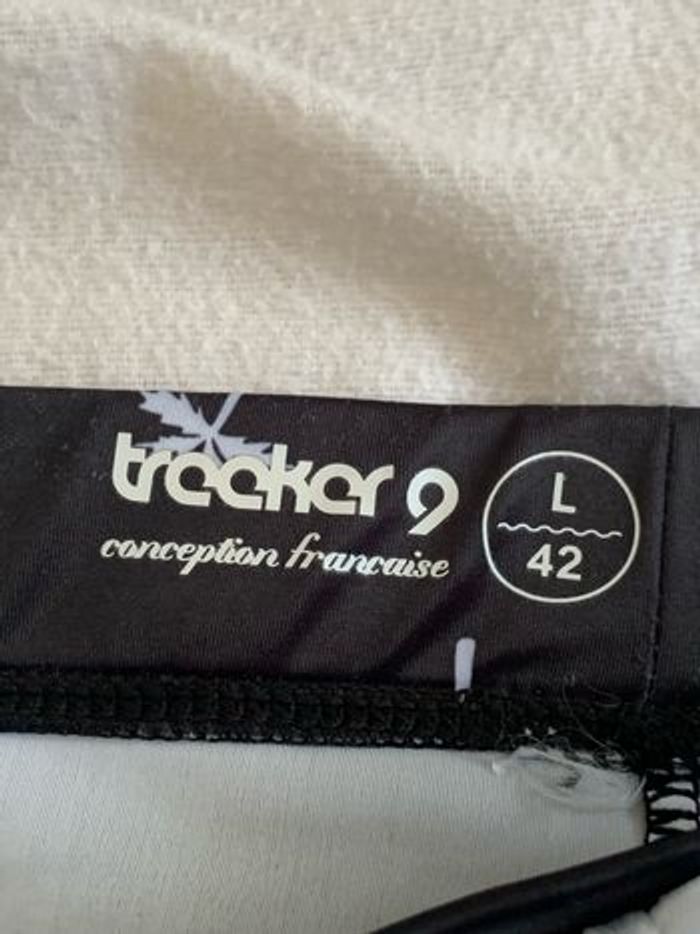 treeker 9
conception francaise
L
42